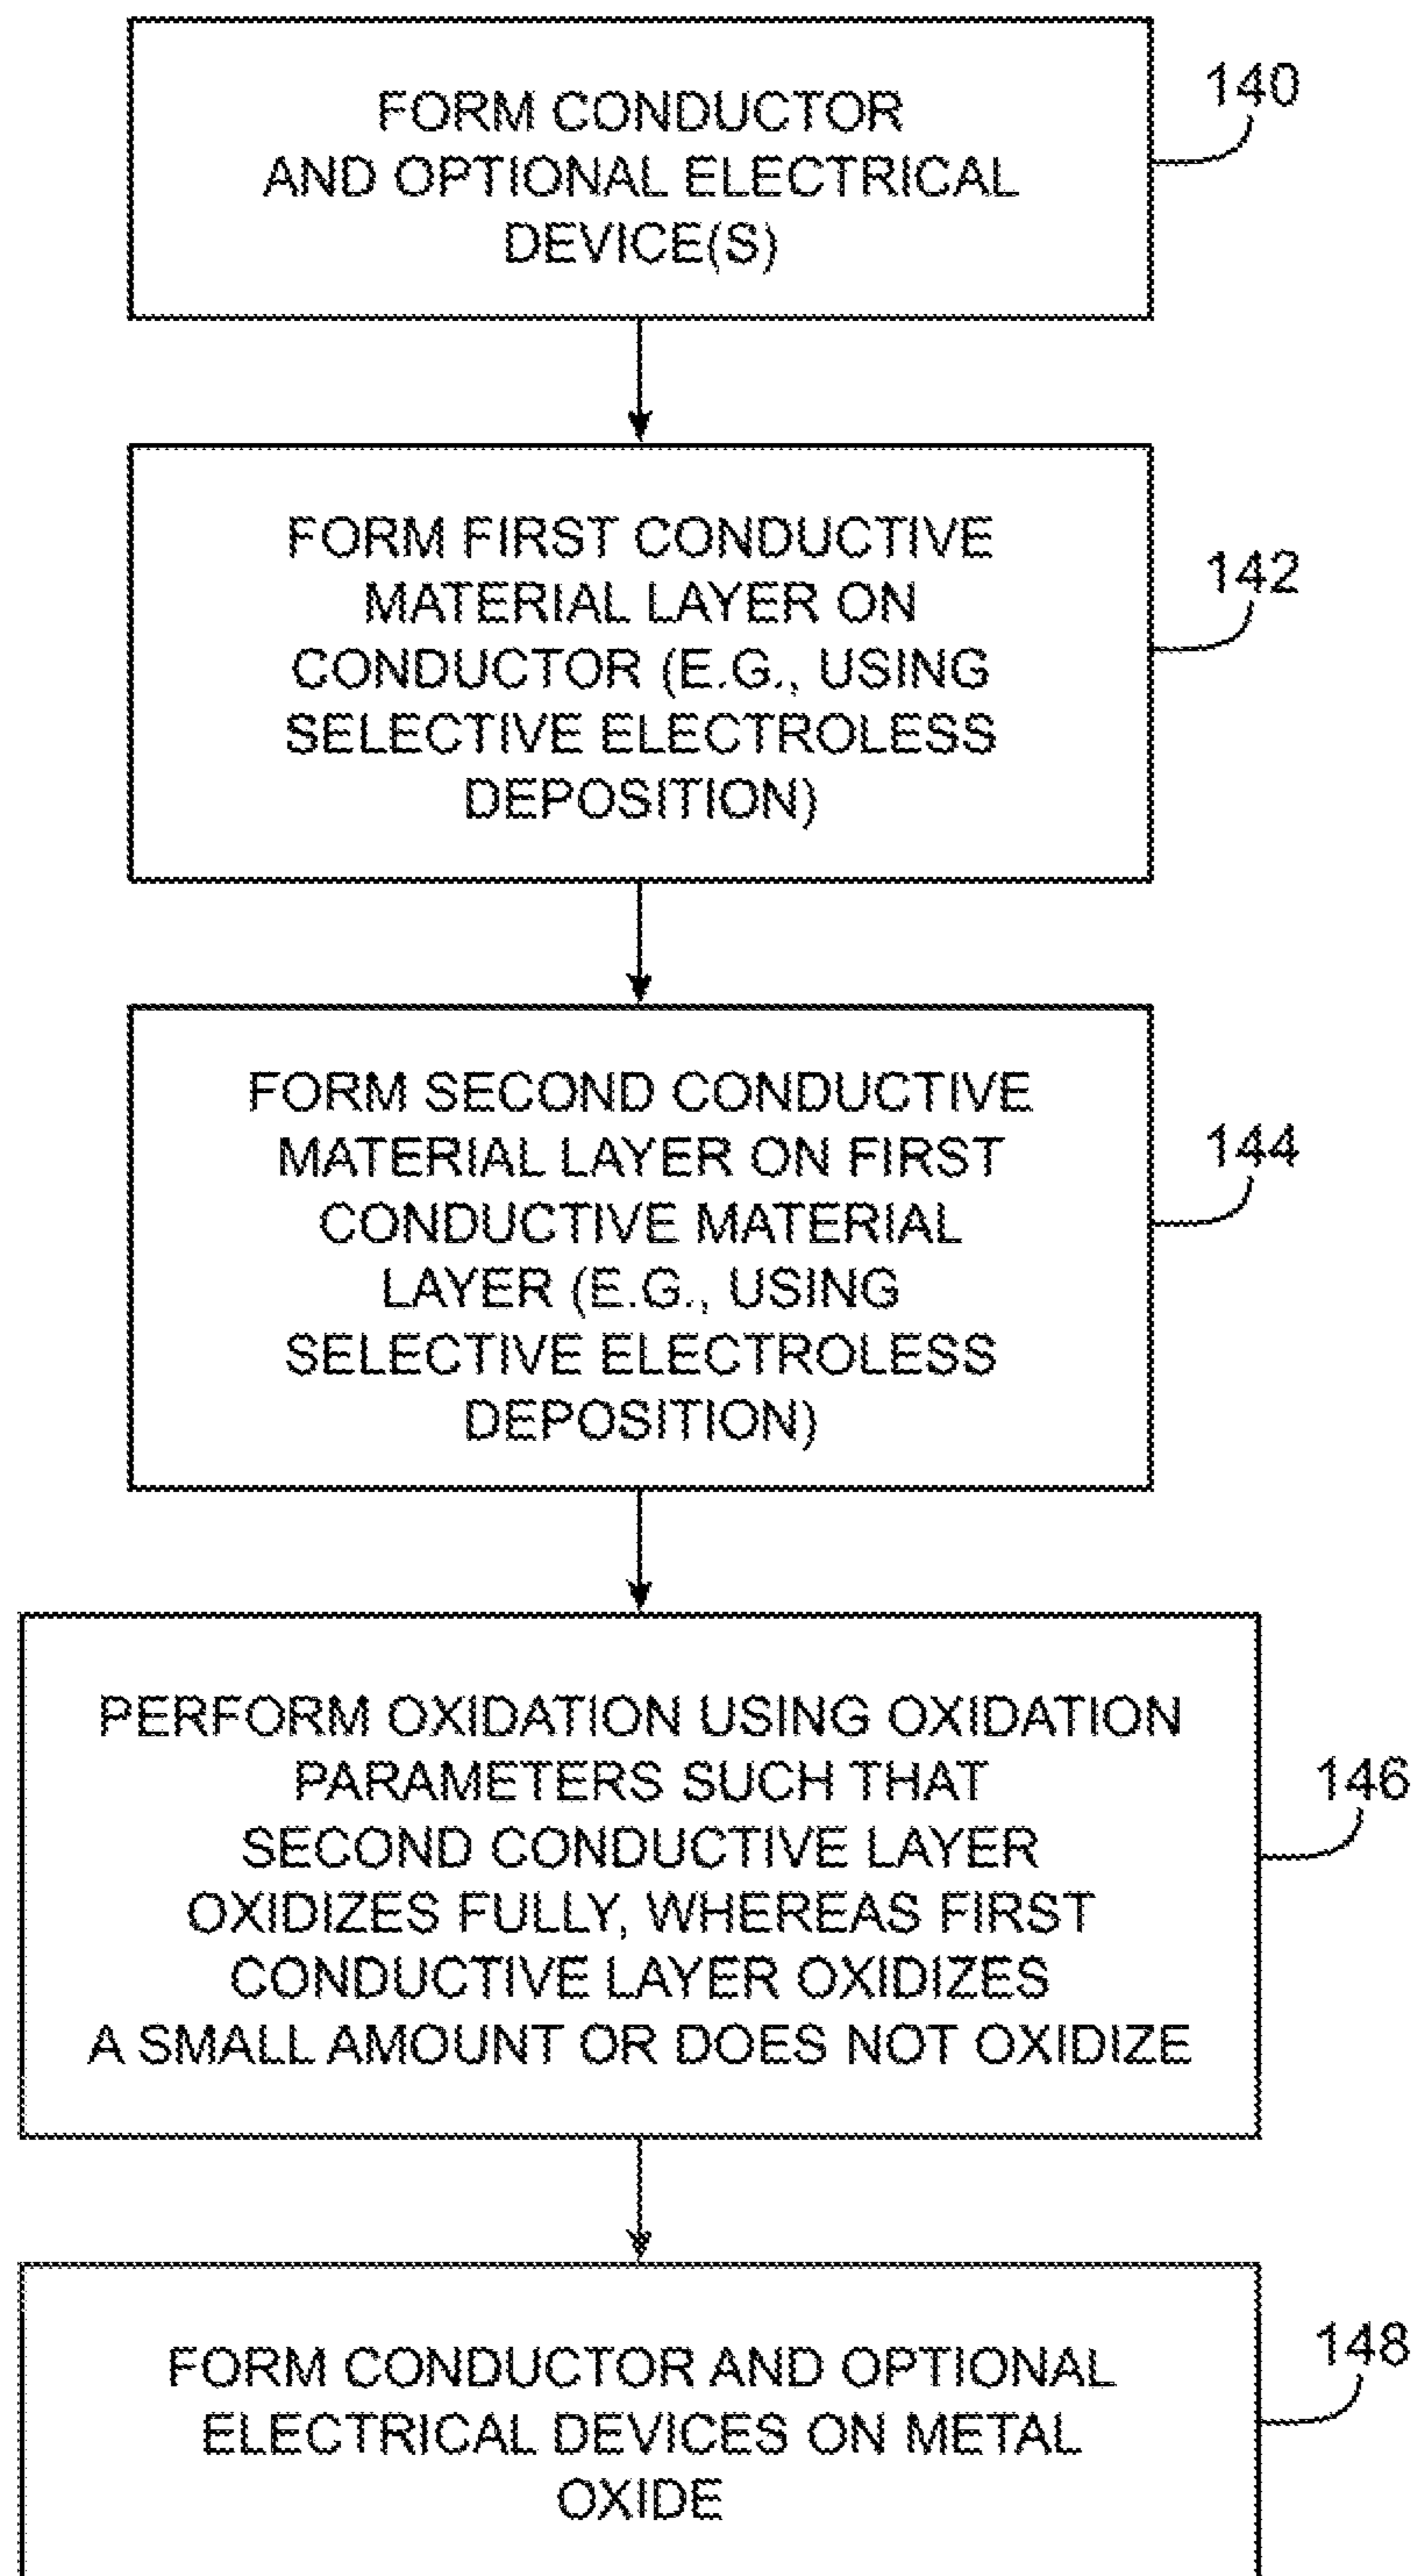 FORM CONDUCTOR
AND OPTIONAL ELECTRICAL
DEVICE(S)
140
FORM FIRST CONDUCTIVE
MATERIAL LAYER ON
CONDUCTOR (E.G., USING
SELECTIVE ELECTROLESS
DEPOSITION)
142
FORM SECOND CONDUCTIVE
MATERIAL LAYER ON FIRST
CONDUCTIVE MATERIAL
LAYER (E.G., USING
SELECTIVE ELECTROLESS
DEPOSITION)
144
PERFORM OXIDATION USING OXIDATION
PARAMETERS SUCH THAT
SECOND CONDUCTIVE LAYER
OXIDIZES FULLY, WHEREAS FIRST
CONDUCTIVE LAYER OXIDIZES
A SMALL AMOUNT OR DOES NOT OXIDIZE
146
FORM CONDUCTOR AND OPTIONAL
ELECTRICAL DEVICES ON METAL
OXIDE
148